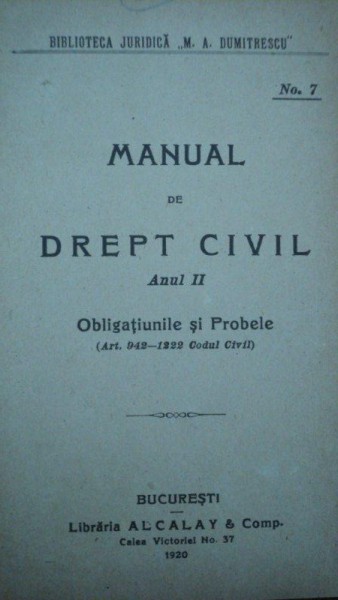 BIBLIOTECA JURIDICĂ „M. A. DUMITRESCU"
No. 7
MANUAL
DE
DREPT CIVIL
Anul II
Obligaţiunile şi Probele
(Art. 942—1222 Codul Civil)
BUCUREŞTI
Librăria ALCALAY & Comp.
Calea Victoriei No. 37
1920